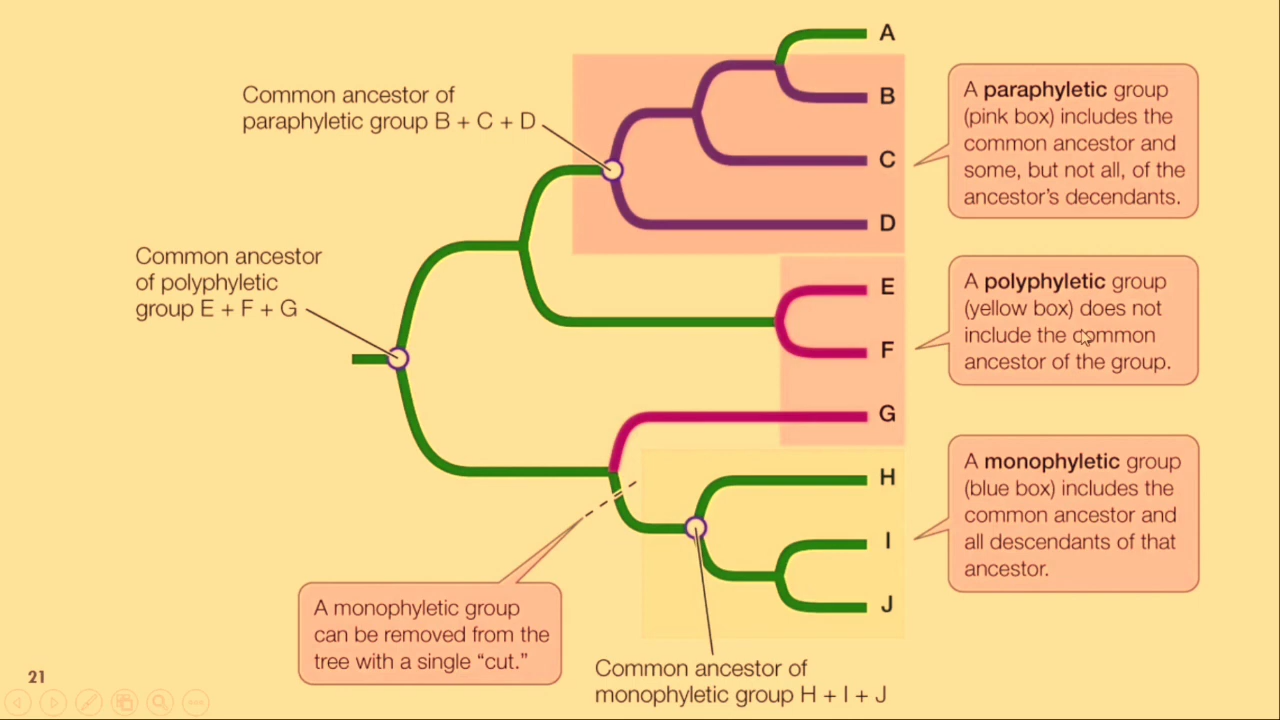 A
Common ancestor of
paraphyletic group B + C + D
B
C
D
A paraphyletic group
(pink box) includes the
common ancestor and
some, but not all, of the
ancestor's decendants.
Common ancestor
of polyphyletic
group E + F + G
E
F
G
A polyphyletic group
(yellow box) does not
include the common
ancestor of the group.
H
I
J
A monophyletic group
(blue box) includes the
common ancestor and
all descendants of that
ancestor.
A monophyletic group
can be removed from the
tree with a single “cut.”
Common ancestor of
monophyletic group H + I + J
21